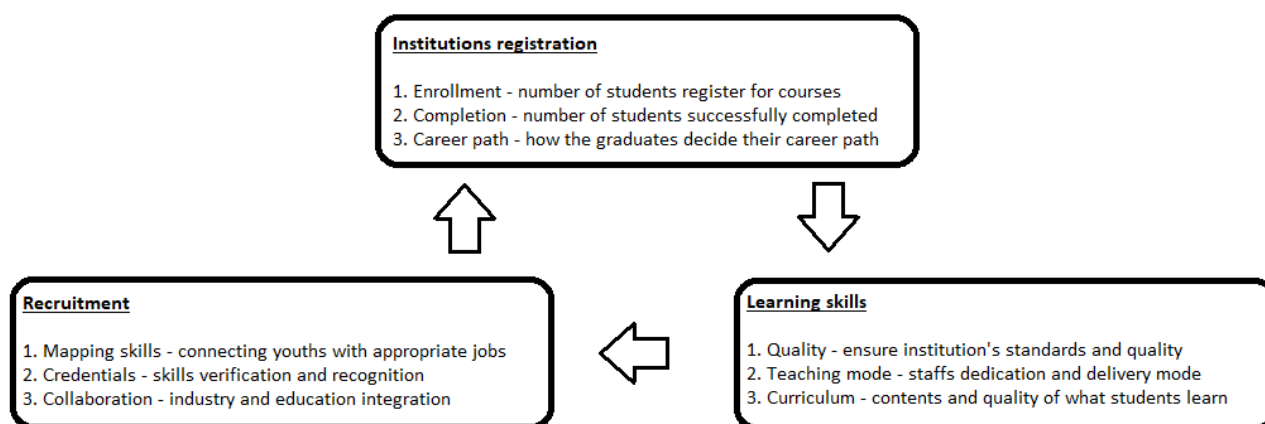 Institutions registration
1. Enrollment - number of students register for courses
2. Completion - number of students successfully completed
3. Career path - how the graduates decide their career path
Recruitment
1. Mapping skills - connecting youths with appropriate jobs
2. Credentials - skills verification and recognition
3. Collaboration - industry and education integration
Learning skills
1. Quality - ensure institution's standards and quality
2. Teaching mode - staffs dedication and delivery mode
3. Curriculum - contents and quality of what students learn